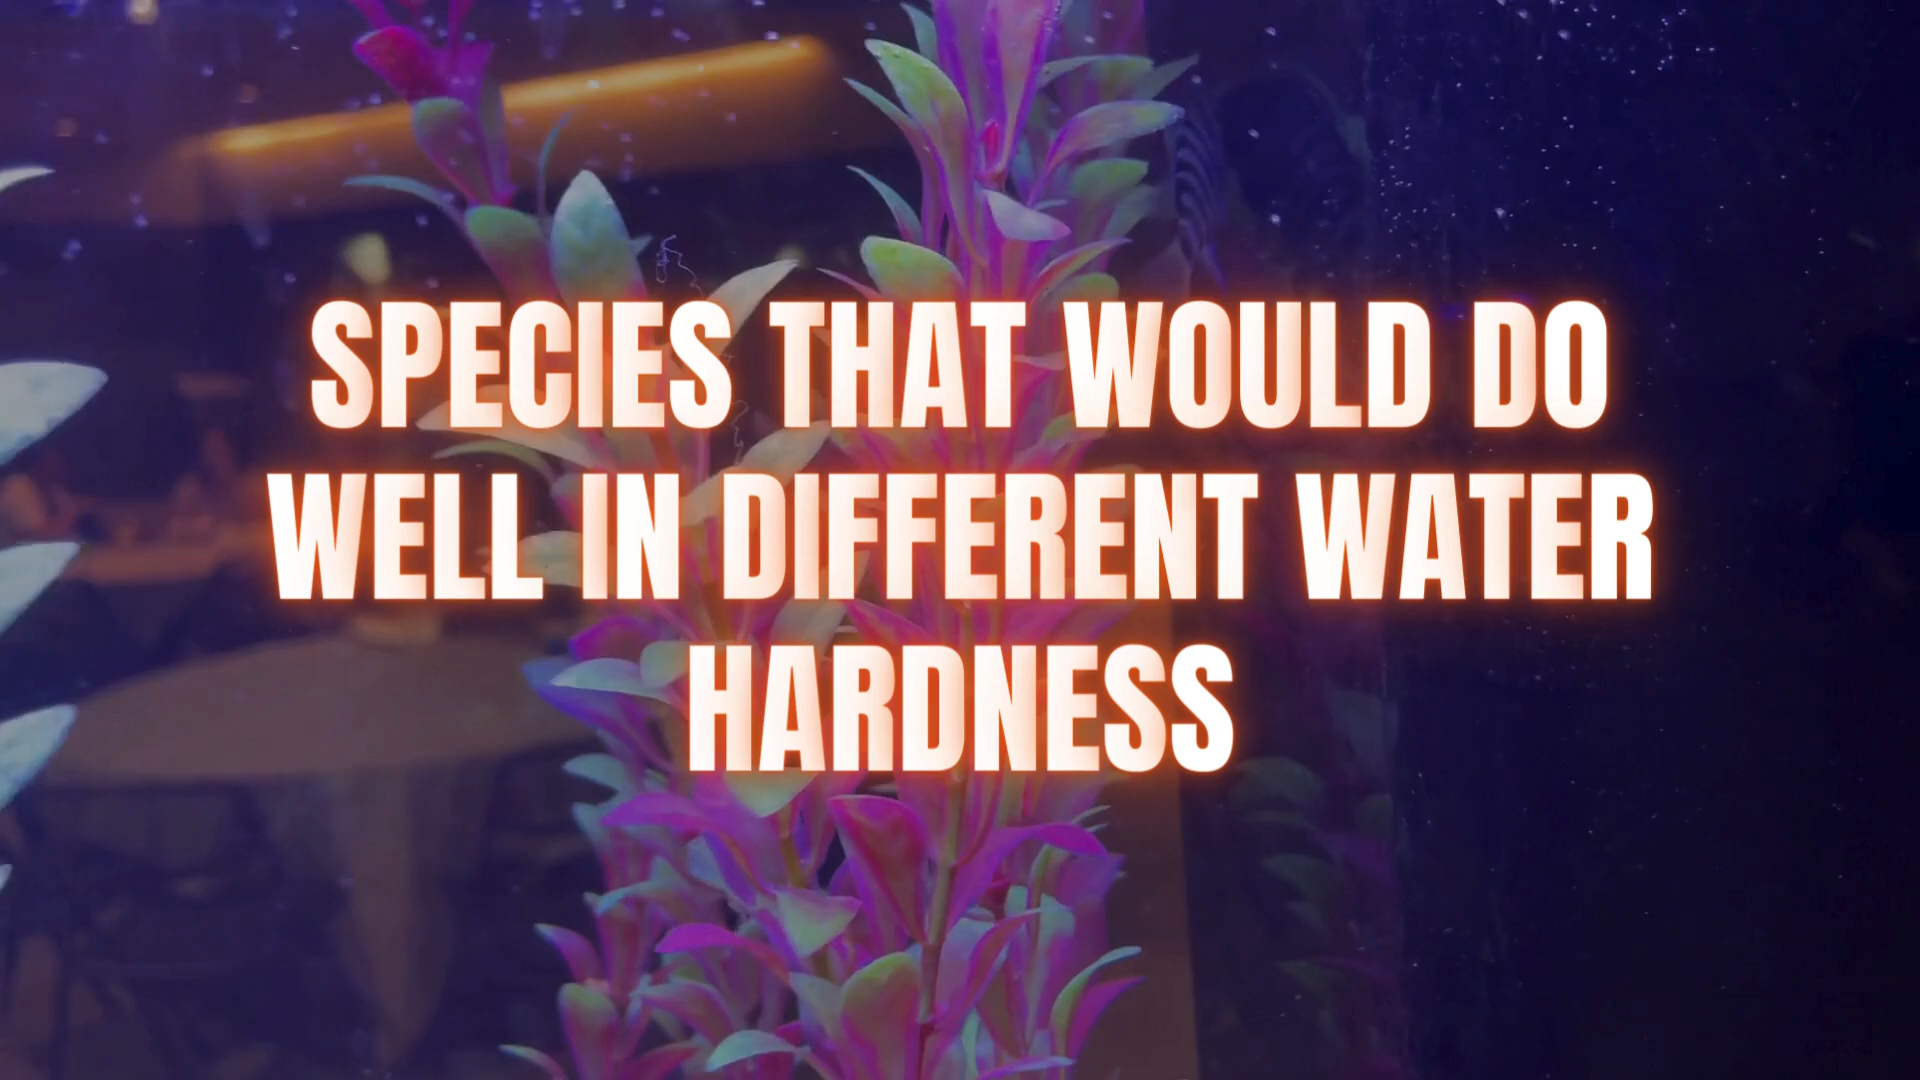 SPECIES THAT WOULD DO
WELL IN DIFFERENT WATER
HARDNESS